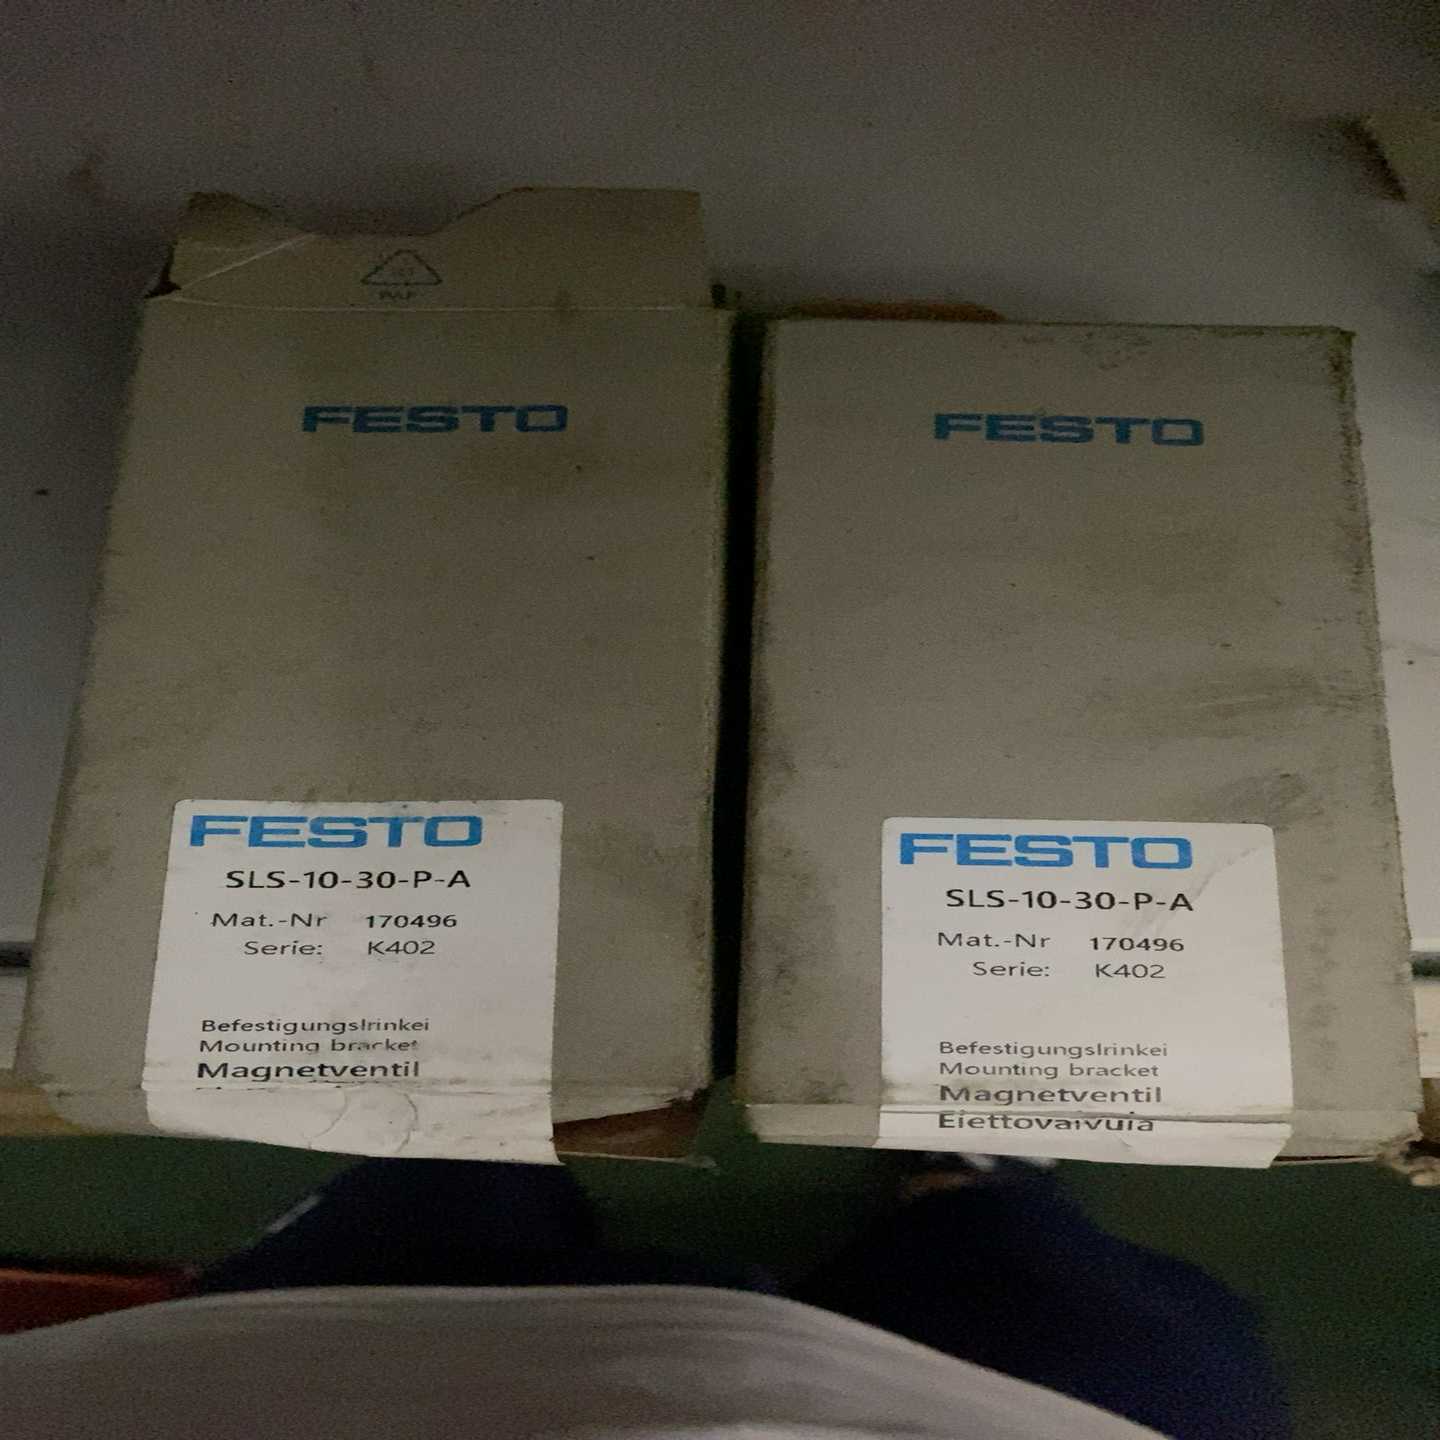 PAP
FESTO
FESTO
SLS-10-30-P-A
Mat.-Nr 170496
Serie: K402
Befestigungslrinkei
Mounting bracket
Magnetventil
FESTO
FESTO
SLS-10-30-P-A
Mat.-Nr 170496
Serie: K402
Befestigungslrinkei
Mounting bracket
Magnetventil
Eiettovaivuia